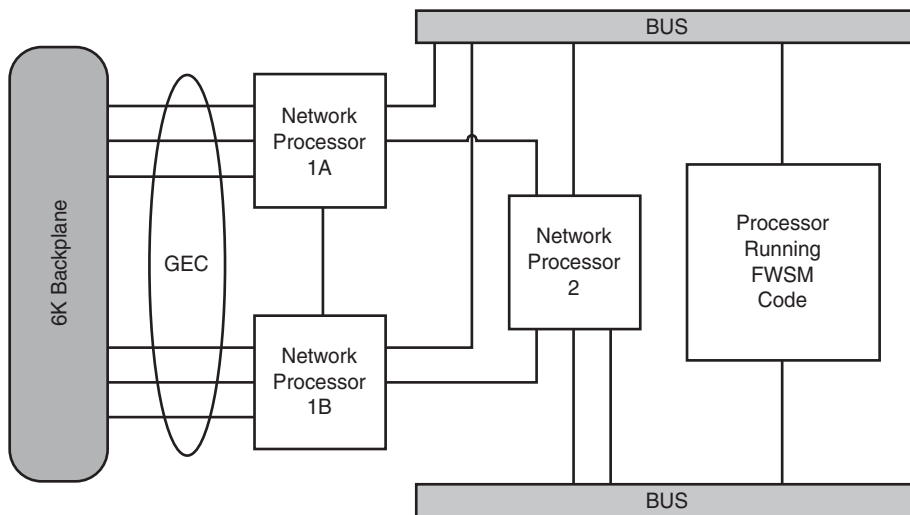 BUS
6K Backplane
GEC
Network
Processor
1A
Network
Processor
1B
Network
Processor
2
Processor
Running
FWSM
Code
BUS